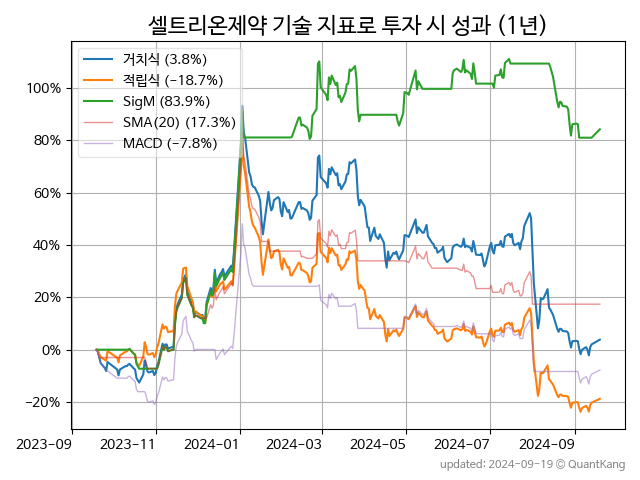 셀트리온제약 기술 지표로 투자 시 성과 (1년)
거치식 (3.8%)
적립식 (−18.7%)
SigM (83.9%)
SMA(20) (17.3%)
MACD (−7.8%)
100%
80%
60%
40%
20%
0%
−20%
2023-09 2023-11 2024-01 2024-03 2024-05 2024-07 2024-09
updated: 2024-09-19 © QuantKang